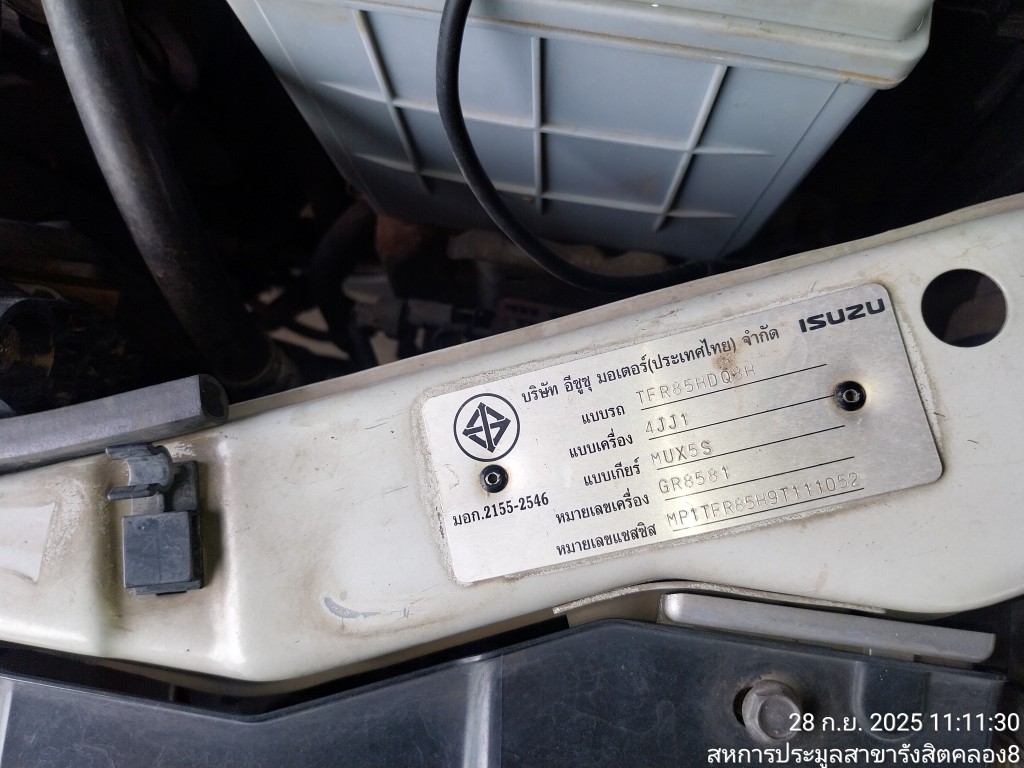 ISUZU
บริษัท อีซูซุ มอเตอร์(ประเทศไทย) จำกัด
แบบรถ TFR85HDQ8H
แบบเครื่อง 4JJ1
แบบเกียร์ MUX5S
หมายเลขเครื่อง GR8581
หมายเลขแชสซิส MP1TFR85H9T111052
มอก.2155-2546
28 ก.ย. 2025 11:11:30
สหการประมูลสาขารังสิตคลอง8